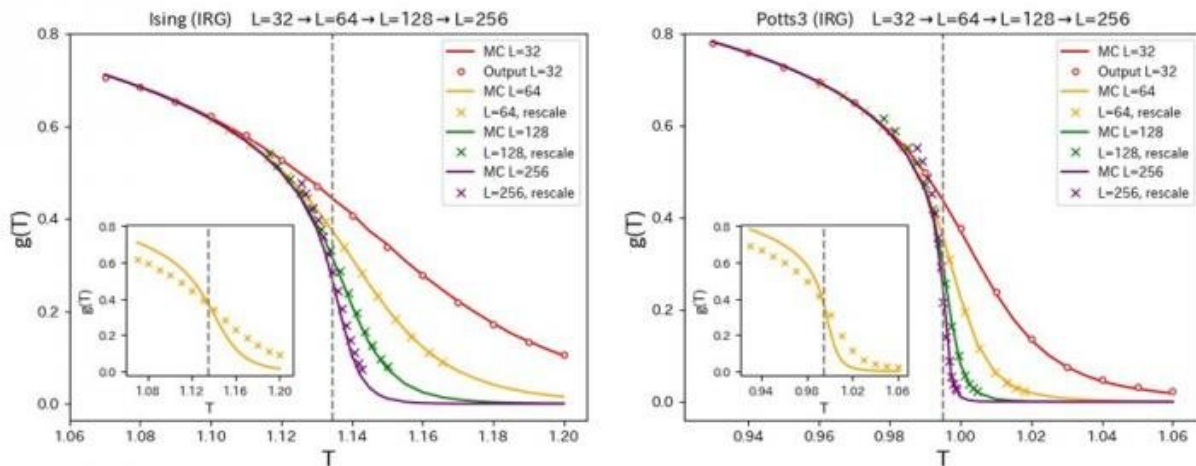 Ising (IRG) L=32→L=64→L=128→L=256
0.8
0.6
0.4
0.2
0.0
g(T)
MC L=32
Output L=32
MC L=64
L=64, rescale
MC L=128
L=128, rescale
MC L=256
L=256, rescale
0.8
0.6
0.4
0.2
0.0
g(T)
1.08 1.12 1.16 1.20
T
1.06 1.08 1.10 1.12 1.14 1.16 1.18 1.20
T
Potts3 (IRG) L=32→L=64→L=128→L=256
0.8
0.6
0.4
0.2
0.0
g(T)
MC L=32
Output L=32
MC L=64
L=64, rescale
MC L=128
L=128, rescale
MC L=256
L=256, rescale
0.8
0.6
0.4
0.2
0.0
g(T)
0.94 0.98 1.02 1.06
T
0.94 0.96 0.98 1.00 1.02 1.04 1.06
T